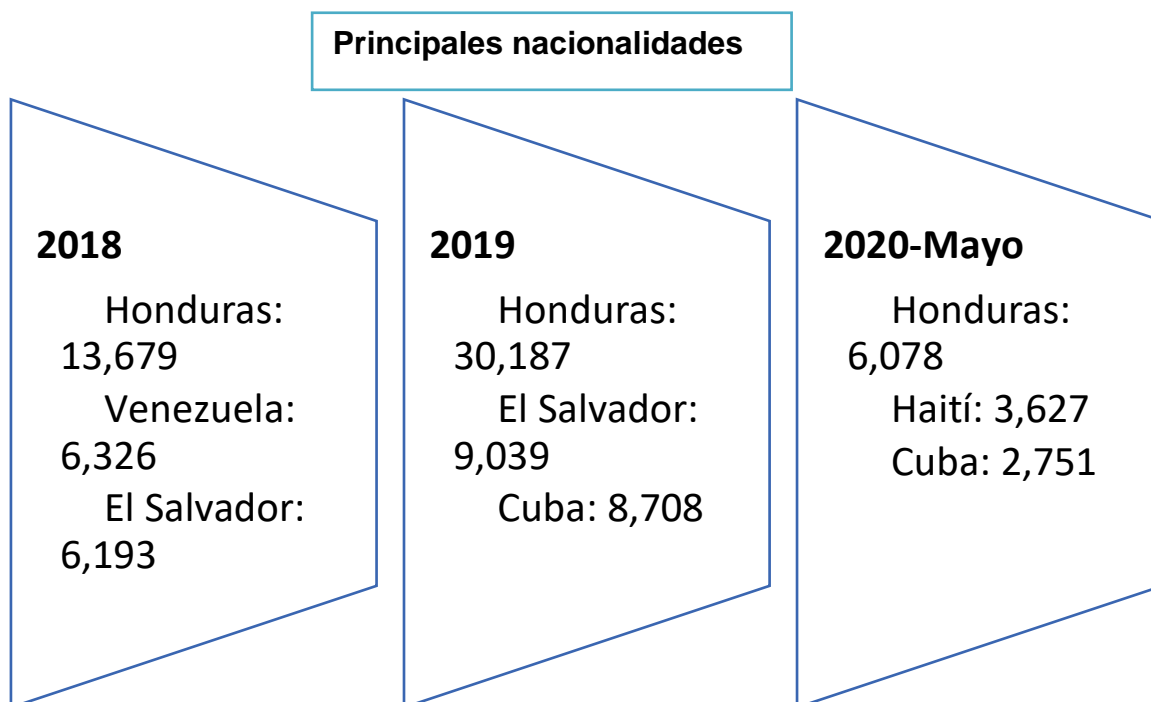 Principales nacionalidades
2018
Honduras:
13,679
Venezuela:
6,326
El Salvador:
6,193
2019
Honduras:
30,187
El Salvador:
9,039
Cuba: 8,708
2020-Mayo
Honduras:
6,078
Haití: 3,627
Cuba: 2,751